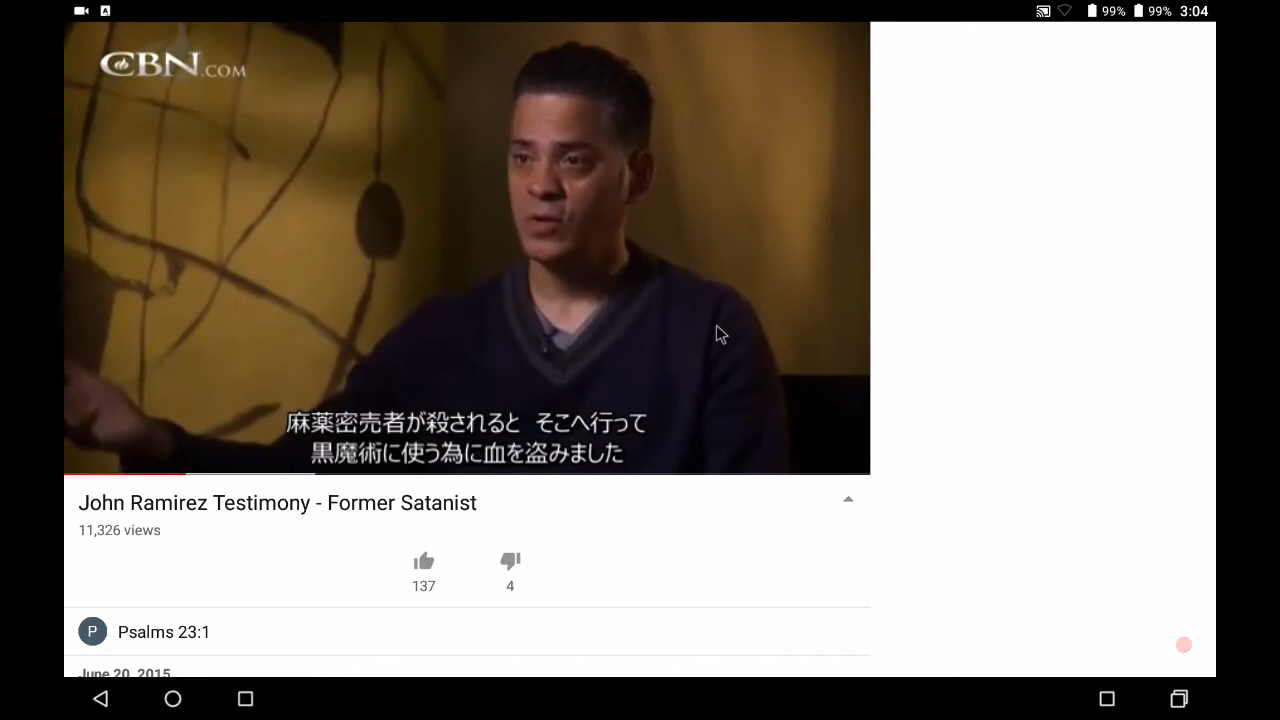 99% 99% 3:04
CBN.COM
麻薬密売者が殺されると そこへ行って
黒魔術に使う為に血を盗みました
John Ramirez Testimony - Former Satanist
11,326 views
137 4
P Psalms 23:1
June 20, 2015